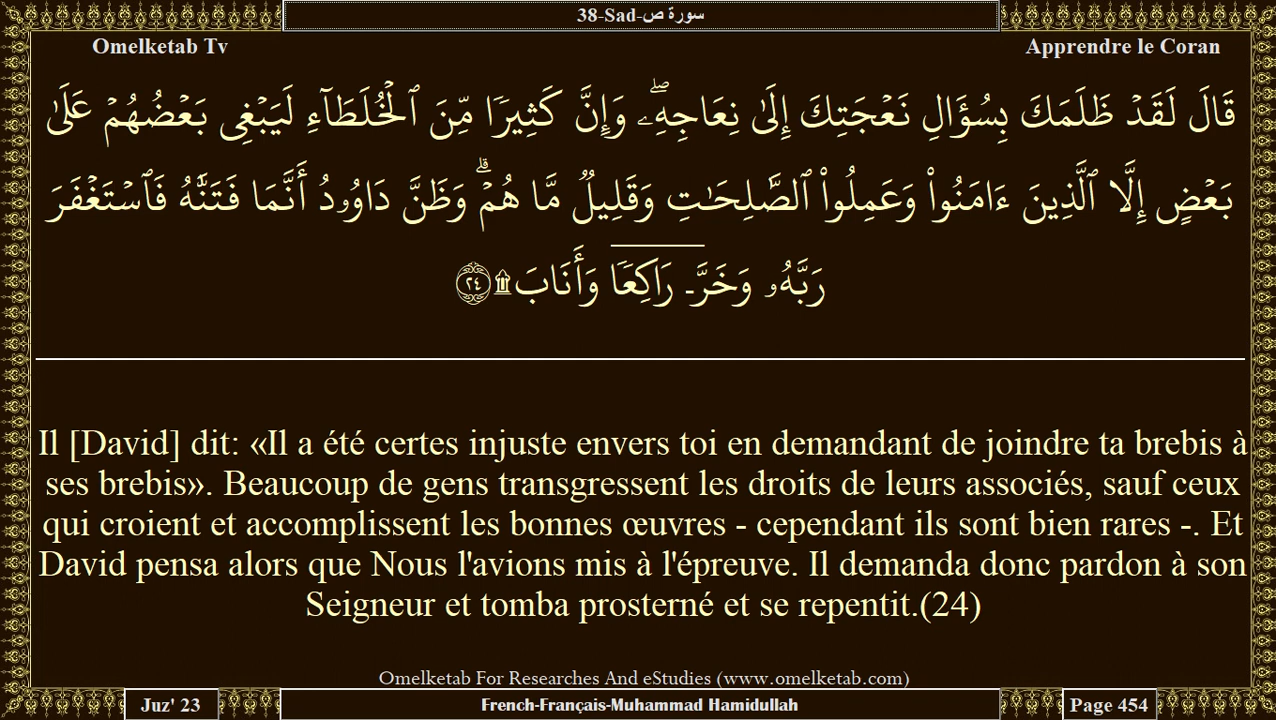 38-Sad-سورة ص
Omelketab Tv
Apprendre le Coran
قَالَ لَقَدۡ ظَلَمَكَ بِسُؤَالِ نَعۡجَتِكَ إِلَىٰ نِعَاجِهِۦۖ وَإِنَّ كَثِيرٗا مِّنَ ٱلۡخُلَطَآءِ لَيَبۡغِي بَعۡضُهُمۡ عَلَىٰ
بَعۡضٍ إِلَّا ٱلَّذِينَ ءَامَنُواْ وَعَمِلُواْ ٱلصَّٰلِحَٰتِ وَقَلِيلٞ مَّا هُمۡۗ وَظَنَّ دَاوُۥدُ أَنَّمَا فَتَنَّٰهُ فَٱسۡتَغۡفَرَ
رَبَّهُۥ وَخَرَّۤ رَاكِعٗاۤ وَأَنَابَ۩ ٢٤
Il [David] dit: «Il a été certes injuste envers toi en demandant de joindre ta brebis à
ses brebis». Beaucoup de gens transgressent les droits de leurs associés, sauf ceux
qui croient et accomplissent les bonnes œuvres - cependant ils sont bien rares -. Et
David pensa alors que Nous l'avions mis à l'épreuve. Il demanda donc pardon à son
Seigneur et tomba prosterné et se repentit.(24)
Omelketab For Researches And eStudies (www.omelketab.com)
Juz' 23
French-Français-Muhammad Hamidullah
Page 454